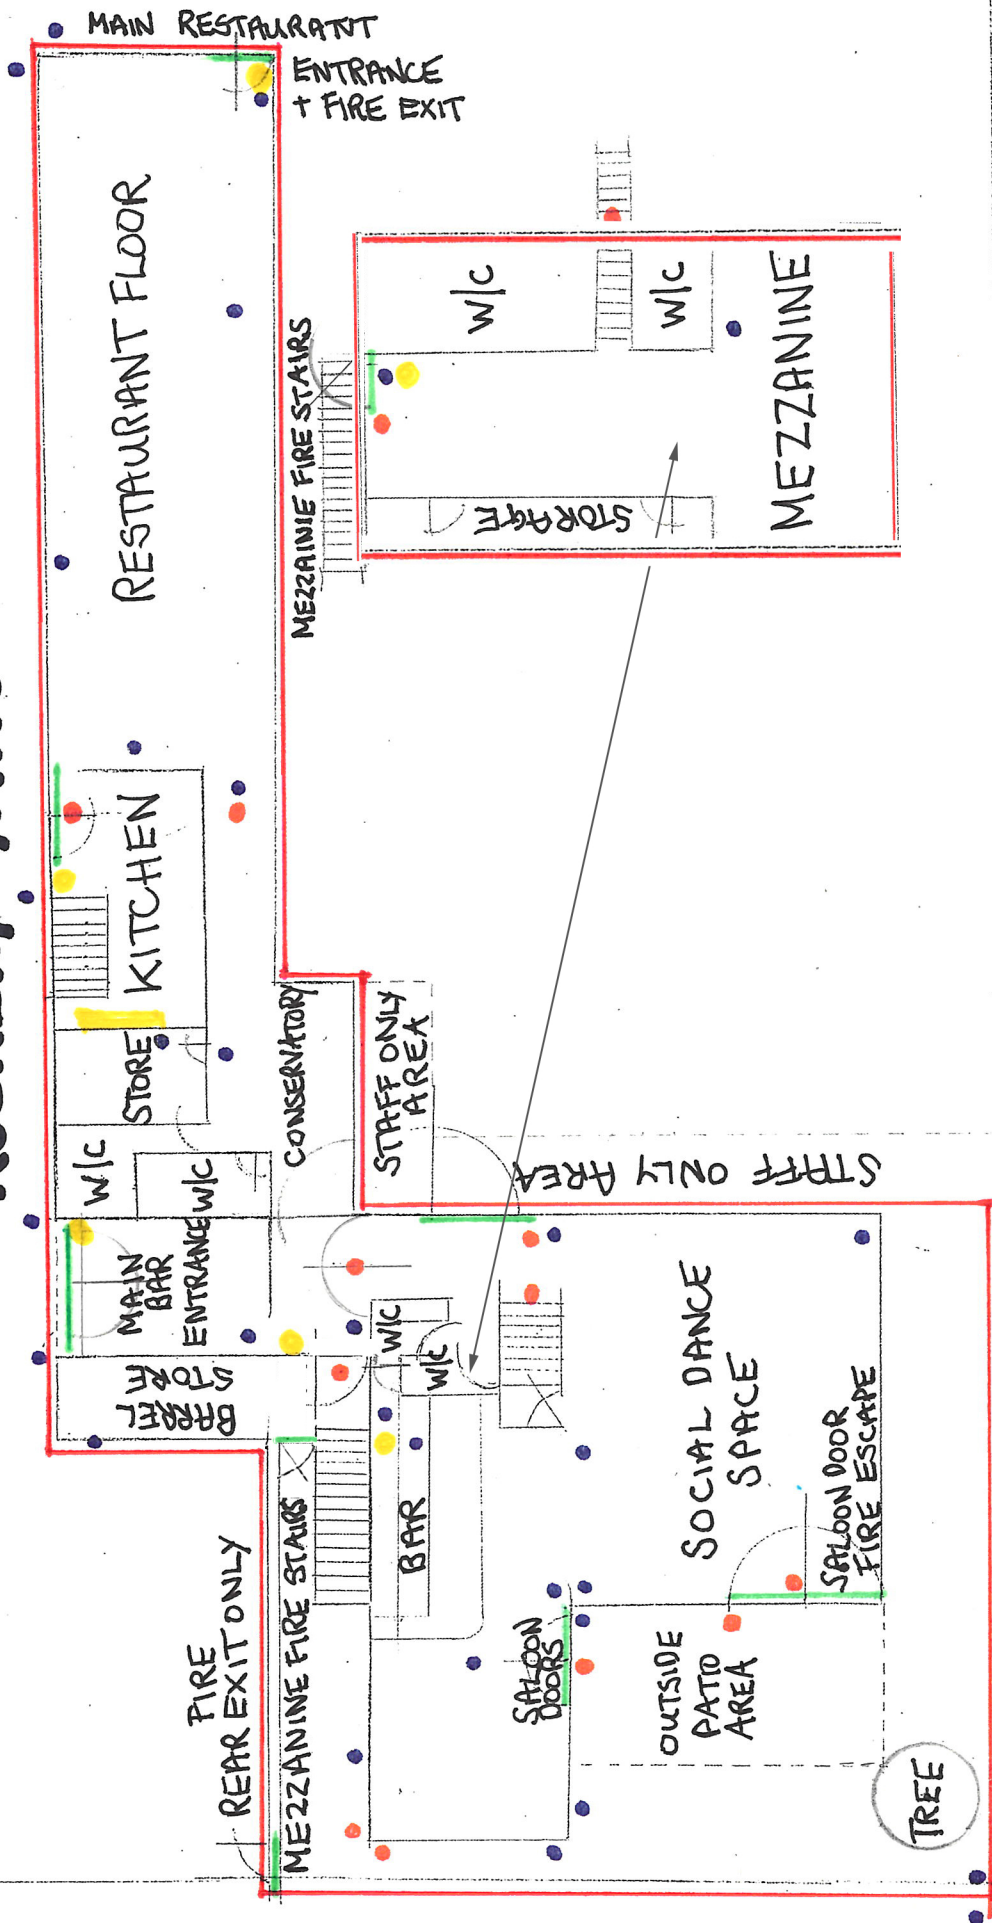 MAIN RESTAURATIT
ENTRANCE
+ FIRE EXIT
RESTAURANT FLOOR
MEZZAINIE FIRE STAIRS
W/C
W/C
MEZZANINE
STORAGE
KITCHEN
STORE
CONSERVATORY
STAFF ONLY
AREA
STAFF ONLY AREA
W/C
W/C
MAIN
BAR
ENTRANCE
BARREL
STORE
W/C
W/C
BAR
SOCIAL DANCE
SPACE
SALOON DOOR
FIRE ESCAPE
FIRE
REAR EXIT ONLY
MEZZANINE FIRE STAIRS
SALOON
DOORS
OUTSIDE
PATIO
AREA
TREE